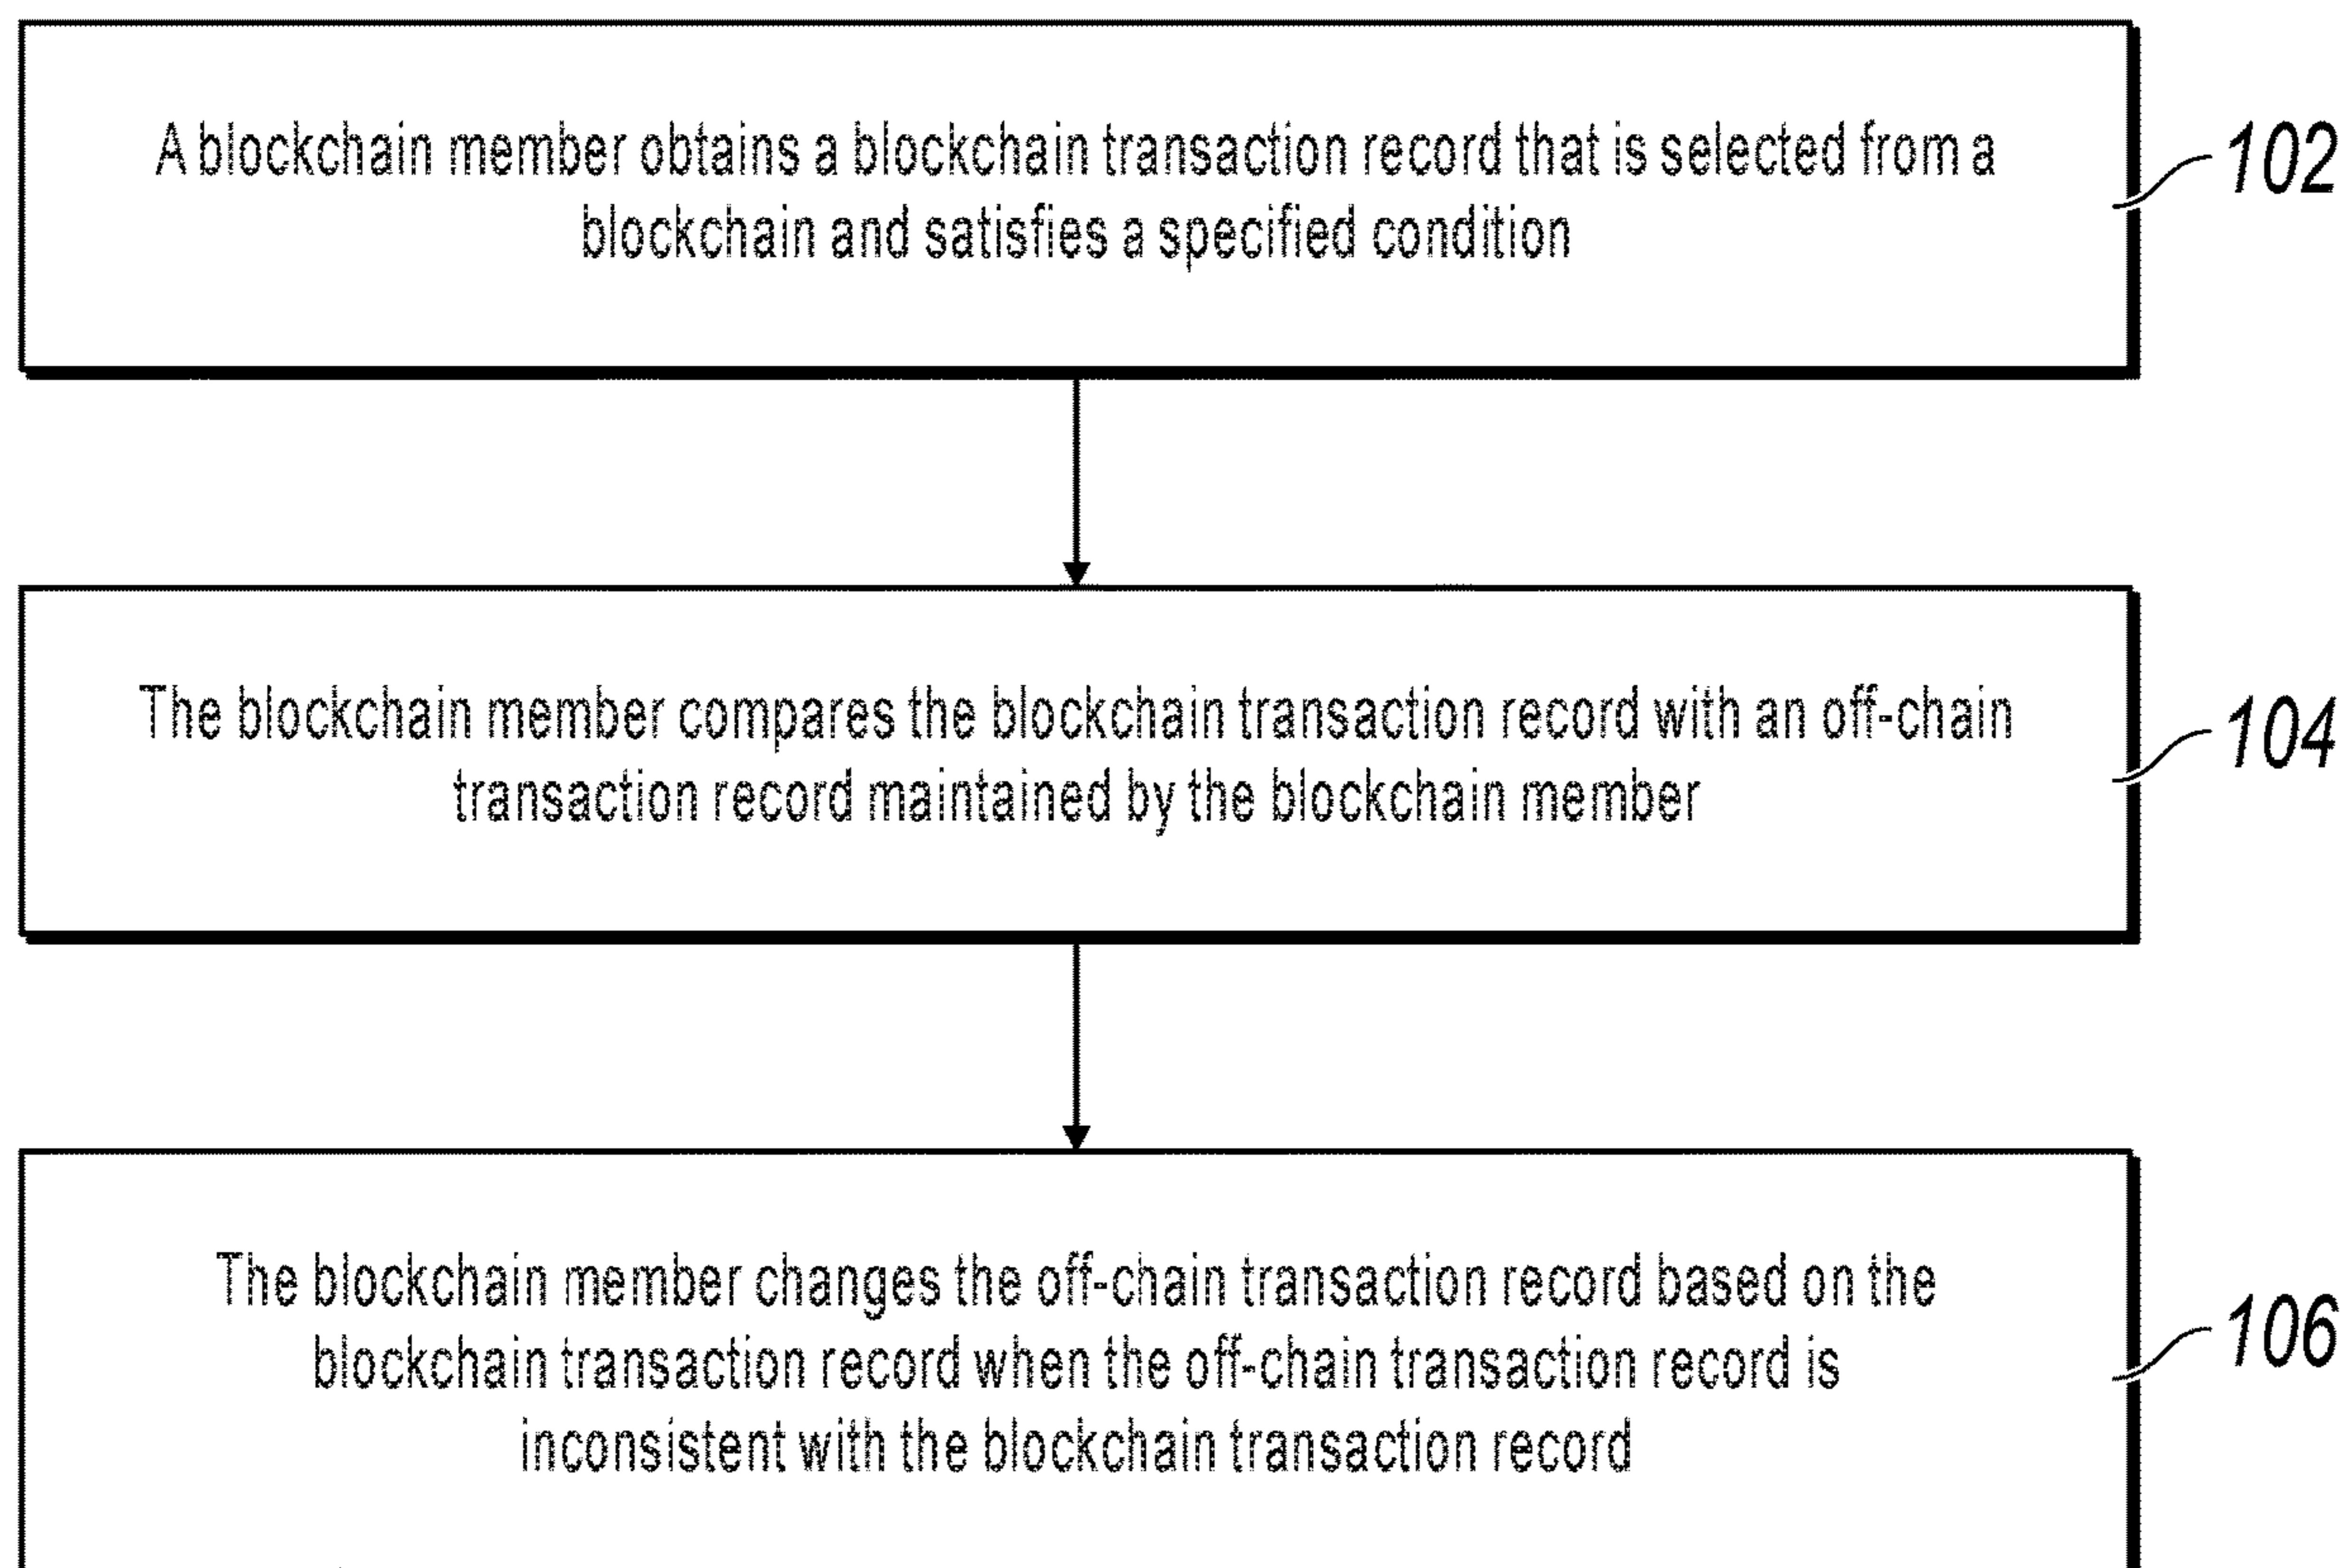 A blockchain member obtains a blockchain transaction record that is selected from a
blockchain and satisfies a specified condition
102
The blockchain member compares the blockchain transaction record with an off-chain
transaction record maintained by the blockchain member
104
The blockchain member changes the off-chain transaction record based on the
blockchain transaction record when the off-chain transaction record is
inconsistent with the blockchain transaction record
106